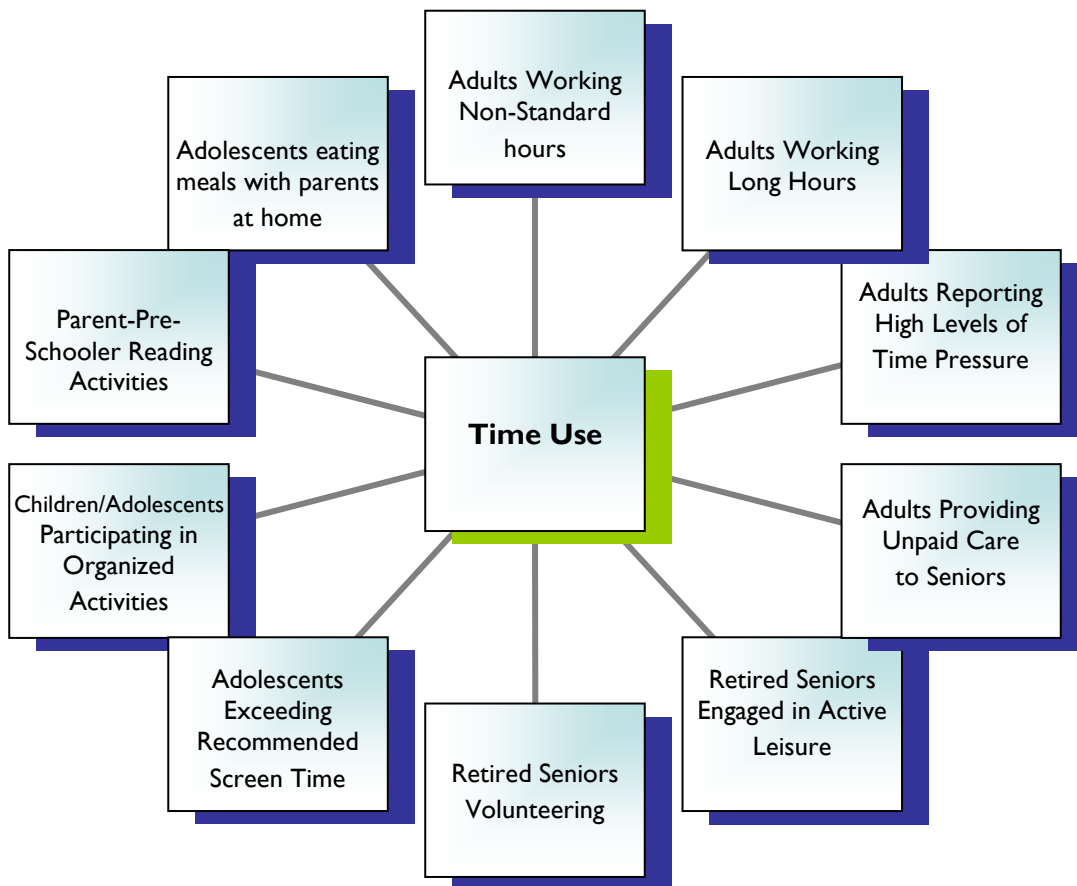 Adults Working
Non-Standard
hours
Adolescents eating
meals with parents
at home
Adults Working
Long Hours
Parent-Pre-
Schooler Reading
Activities
Adults Reporting
High Levels of
Time Pressure
Time Use
Children/Adolescents
Participating in
Organized
Activities
Adults Providing
Unpaid Care
to Seniors
Adolescents
Exceeding
Recommended
Screen Time
Retired Seniors
Volunteering
Retired Seniors
Engaged in Active
Leisure